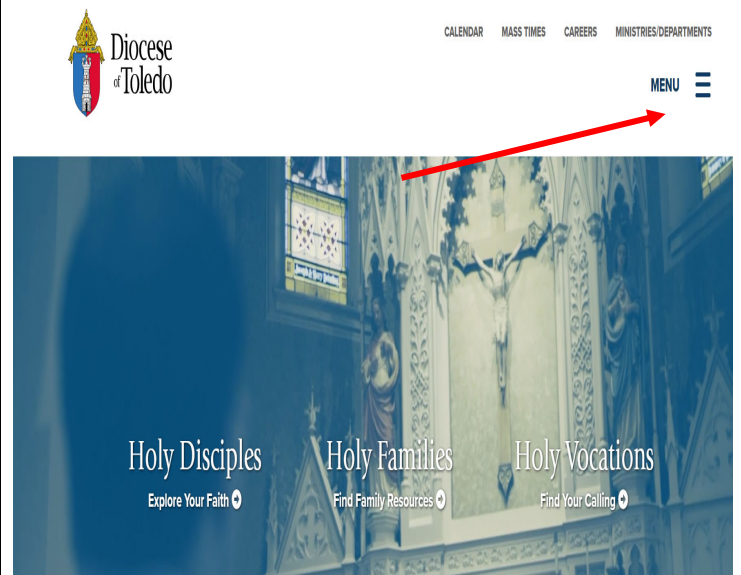 Diocese
of Toledo
CALENDAR MASS TIMES CAREERS MINISTRIES/DEPARTMENTS
MENU
Holy Disciples
Explore Your Faith
Holy Families
Find Family Resources
Holy Vocations
Find Your Calling